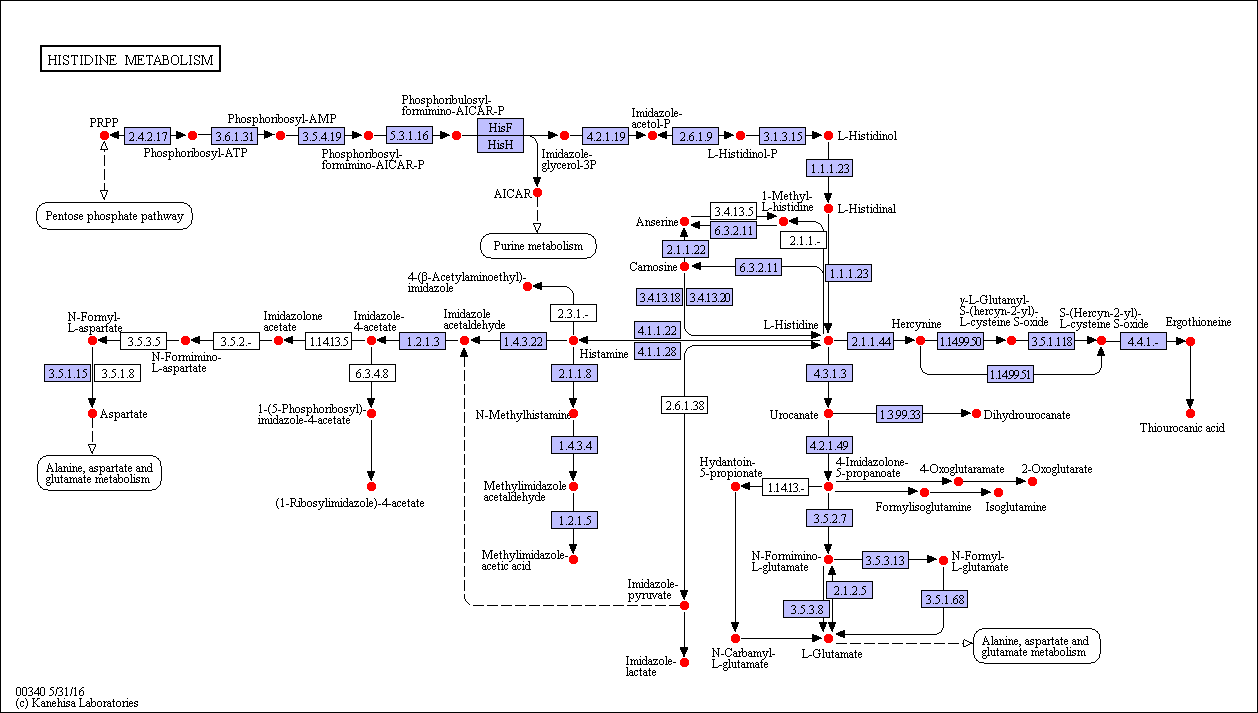 HISTIDINE METABOLISM
Phosphoribulosyl-
formimino-AICAR-P
PRPP
Phosphoribosyl-AMP
Imidazole-
acetol-P
2.4.2.17
3.6.1.31
3.5.4.19
5.3.1.16
HisF
HisH
4.2.1.19
2.6.1.9
3.1.3.15
L-Histidinol
Phosphoribosyl-ATP
Phosphoribosyl-
formimino-AICAR-P
Imidazole-
glycerol-3P
L-Histidinol-P
1.1.1.23
AICAR
1-Methyl-
L-histidine
L-Histidinal
Pentose phosphate pathway
Purine metabolism
Anserine
3.4.13.5
6.3.2.11
2.1.1.-
2.1.1.22
Carnosine
6.3.2.11
1.1.1.23
4-(β-Acetylaminoethyl)-
imidazole
3.4.13.18
3.4.13.20
2.3.1.-
N-Formyl-
L-aspartate
Imidazolone
acetate
Imidazole-
4-acetate
Imidazole
acetaldehyde
4.1.1.22
L-Histidine
Hercynine
γ-L-Glutamyl-
S-(hercyn-2-yl)-
L-cysteine S-oxide
S-(Hercyn-2-yl)-
L-cysteine S-oxide
Ergothioneine
3.5.3.5
3.5.2.-
1.14.13.5
1.2.1.3
1.4.3.22
Histamine
4.1.1.28
2.1.1.44
1.14.99.50
3.5.1.118
4.4.1.-
N-Formimino-
L-aspartate
3.5.1.15
3.5.1.8
6.3.4.8
2.1.1.8
4.3.1.3
1.14.99.51
2.6.1.38
Aspartate
1-(5-Phosphoribosyl)-
imidazole-4-acetate
N-Methylhistamine
Urocanate
1.3.99.33
Dihydrourocanate
Thiourocanic acid
1.4.3.4
4.2.1.49
Alanine, aspartate and
glutamate metabolism
Hydantoin-
5-propionate
4-Imidazolone-
5-propanoate
4-Oxoglutaramate
2-Oxoglutarate
Methylimidazole
acetaldehyde
1.14.13.-
(1-Ribosylimidazole)-4-acetate
Formylisoglutamine
Isoglutamine
1.2.1.5
3.5.2.7
Methylimidazole-
acetic acid
N-Formimino-
L-glutamate
3.5.3.13
N-Formyl-
L-glutamate
Imidazole-
pyruvate
2.1.2.5
3.5.3.8
3.5.1.68
Imidazole-
lactate
N-Carbamyl-
L-glutamate
L-Glutamate
Alanine, aspartate and
glutamate metabolism
00340 5/31/16
(c) Kanehisa Laboratories